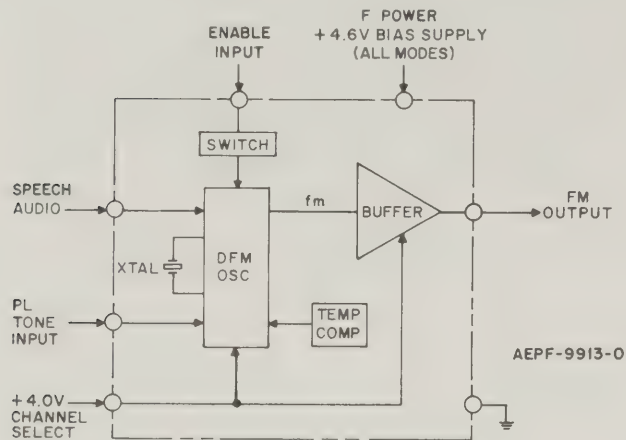 ENABLE
INPUT
F POWER
+4.6V BIAS SUPPLY
(ALL MODES)
SWITCH
SPEECH
AUDIO
fm
BUFFER
FM
OUTPUT
XTAL
DFM
OSC
PL
TONE
INPUT
TEMP
COMP
AEPF-9913-O
+4.0V
CHANNEL
SELECT